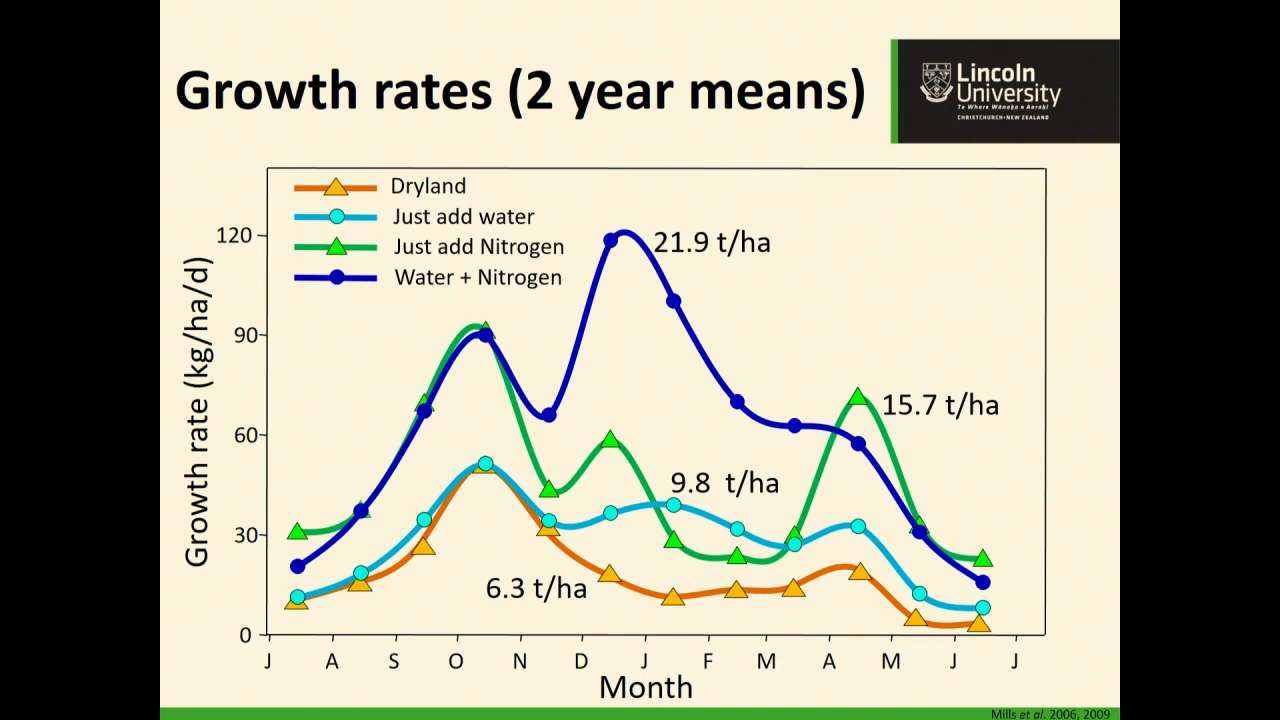 Growth rates (2 year means)
Lincoln
University
Te Whare Wānaka o Aoraki
CHRISTCHURCH•NEW ZEALAND
Dryland
Just add water
Just add Nitrogen
Water + Nitrogen
Growth rate (kg/ha/d)
120
90
60
30
0
21.9 t/ha
15.7 t/ha
9.8 t/ha
6.3 t/ha
J A S O N D J F M A M J J
Month
Mills et al. 2006, 2009